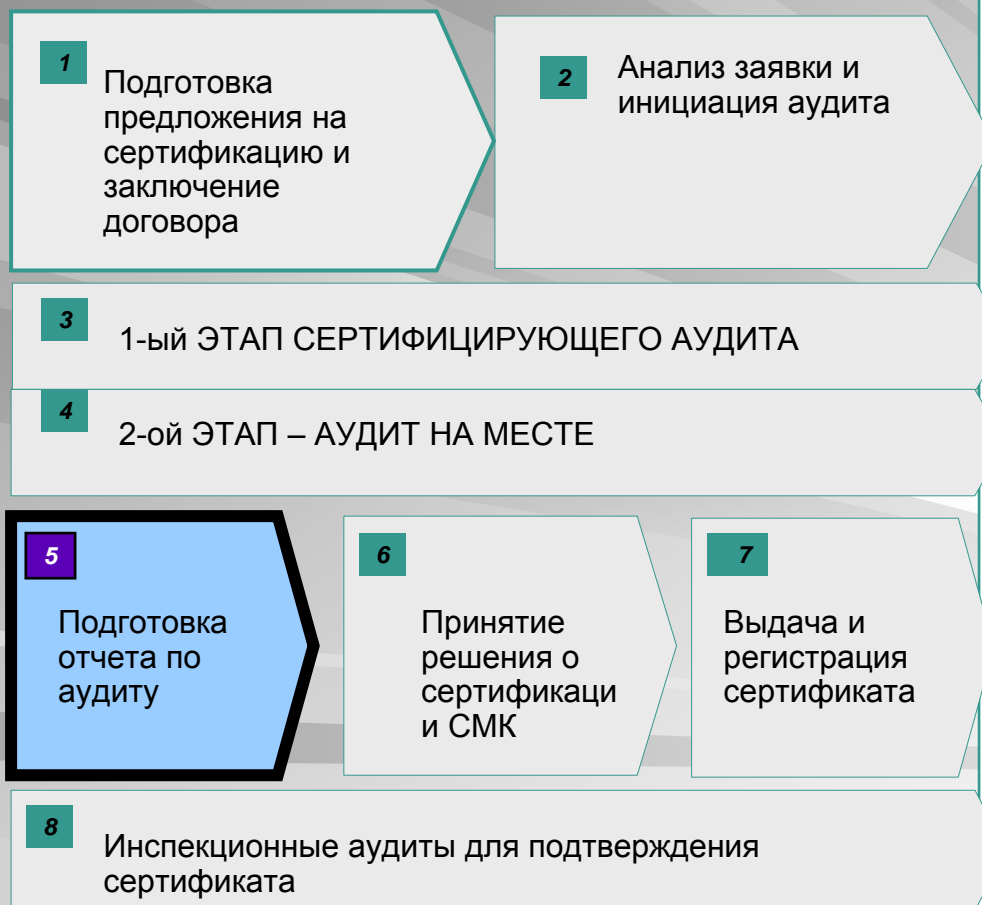 1
Подготовка
предложения на
сертификацию и
заключение
договора
2
Анализ заявки и
инициация аудита
3
1-ый ЭТАП СЕРТИФИЦИРУЮЩЕГО АУДИТА
4
2-ой ЭТАП – АУДИТ НА МЕСТЕ
5
Подготовка
отчета по
аудиту
6
Принятие
решения о
сертификаци
и СМК
7
Выдача и
регистрация
сертификата
8
Инспекционные аудиты для подтверждения
сертификата